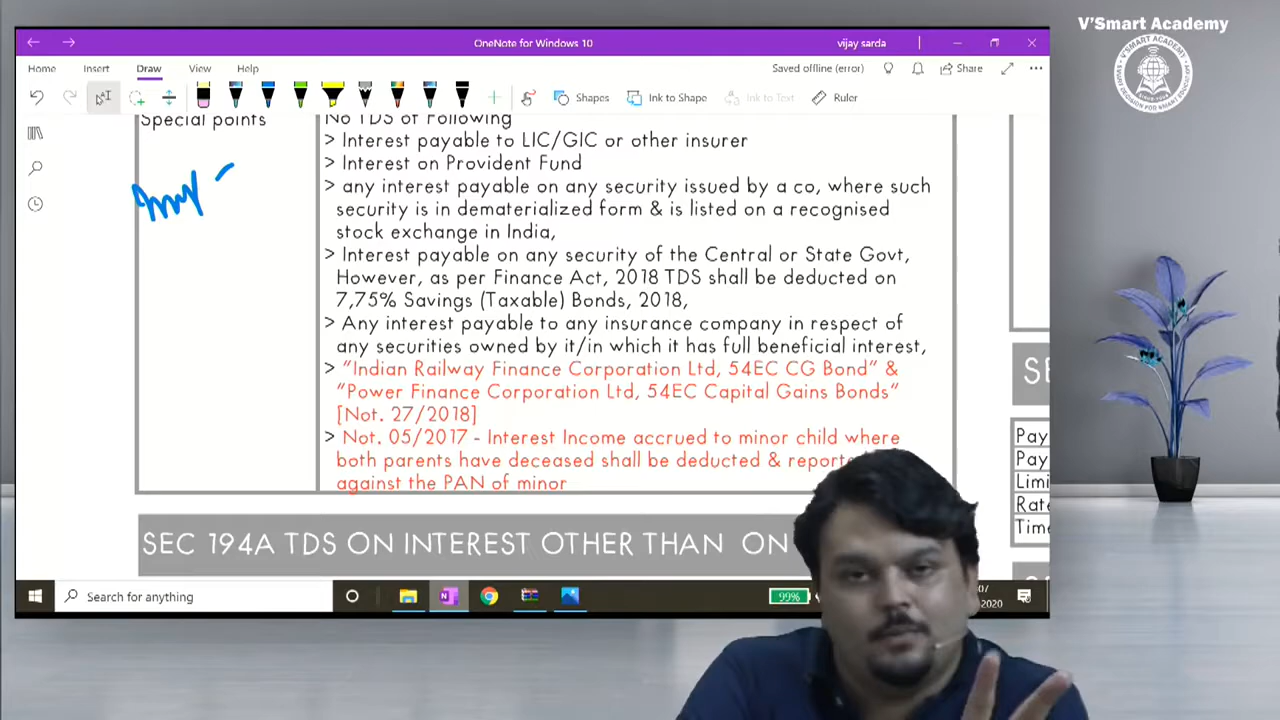 V'Smart Academy
OneNote for Windows 10
vijay sarda
Home Insert Draw View Help
Saved offline (error)
Share
Shapes
Ink to Shape
Ink to Text
Ruler
Special points
No TDS of Following
> Interest payable to LIC/GIC or other insurer
> Interest on Provident Fund
> any interest payable on any security issued by a co, where such
security is in dematerialized form & is listed on a recognised
stock exchange in India,
> Interest payable on any security of the Central or State Govt,
However, as per Finance Act, 2018 TDS shall be deducted on
7,75% Savings (Taxable) Bonds, 2018,
> Any interest payable to any insurance company in respect of
any securities owned by it/in which it has full beneficial interest,
> "Indian Railway Finance Corporation Ltd, 54EC CG Bond" &
"Power Finance Corporation Ltd, 54EC Capital Gains Bonds"
[Not. 27/2018]
> Not. 05/2017 - Interest Income accrued to minor child where
both parents have deceased shall be deducted &
against the PAN of minor
SEC 194A TDS ON INTEREST OTHER THAN ON
SE
Pay
Pay
Limi
Rate
Time
Search for anything
99%
2020